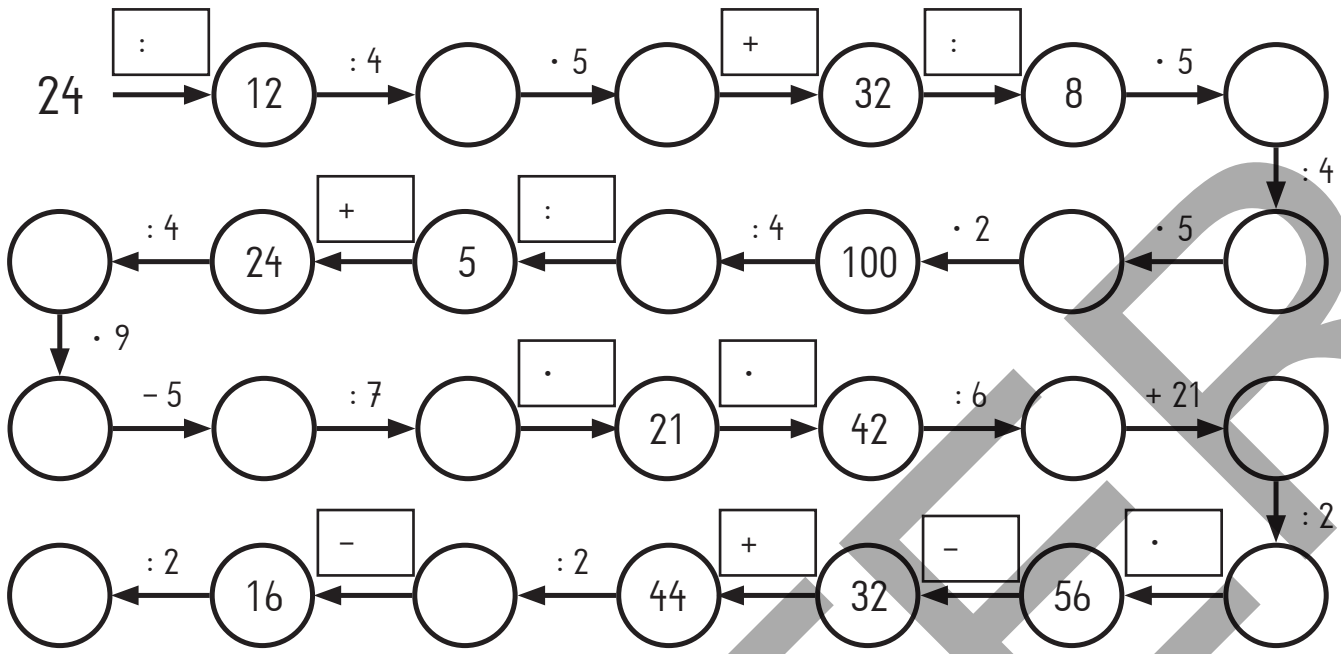 : : 4 · 5 + : · 5
24 12 32 8
: 4
: 4 + : : 4 · 2 · 5
24 5 100
· 9
− 5 : 7 · · : 6 + 21
21 42
: 2
: 2 − : 2 + − ·
16 44 32 56